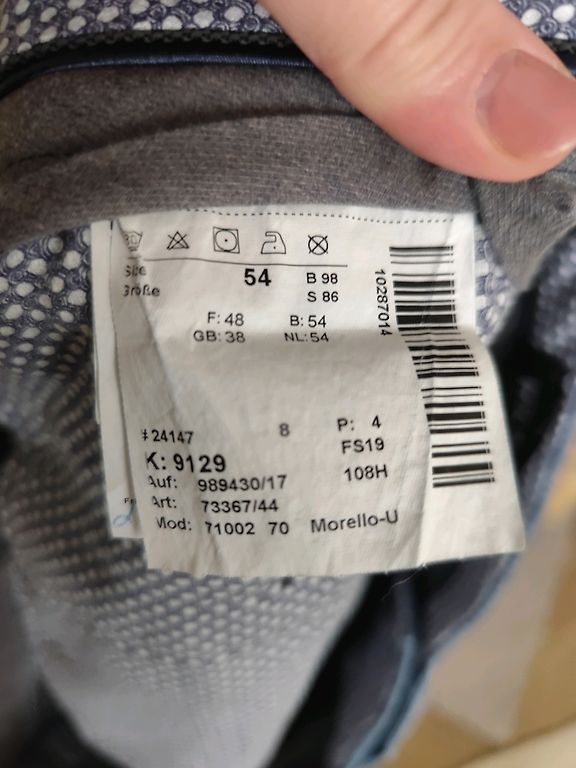 Size
Größe
54
B 98
S 86
F: 48 B: 54
GB: 38 NL: 54
10287014
8 P: 4
#24147 FS19
K: 9129 108H
Auf: 989430/17
Art: 73367/44
Mod: 71002 70 Morello-U